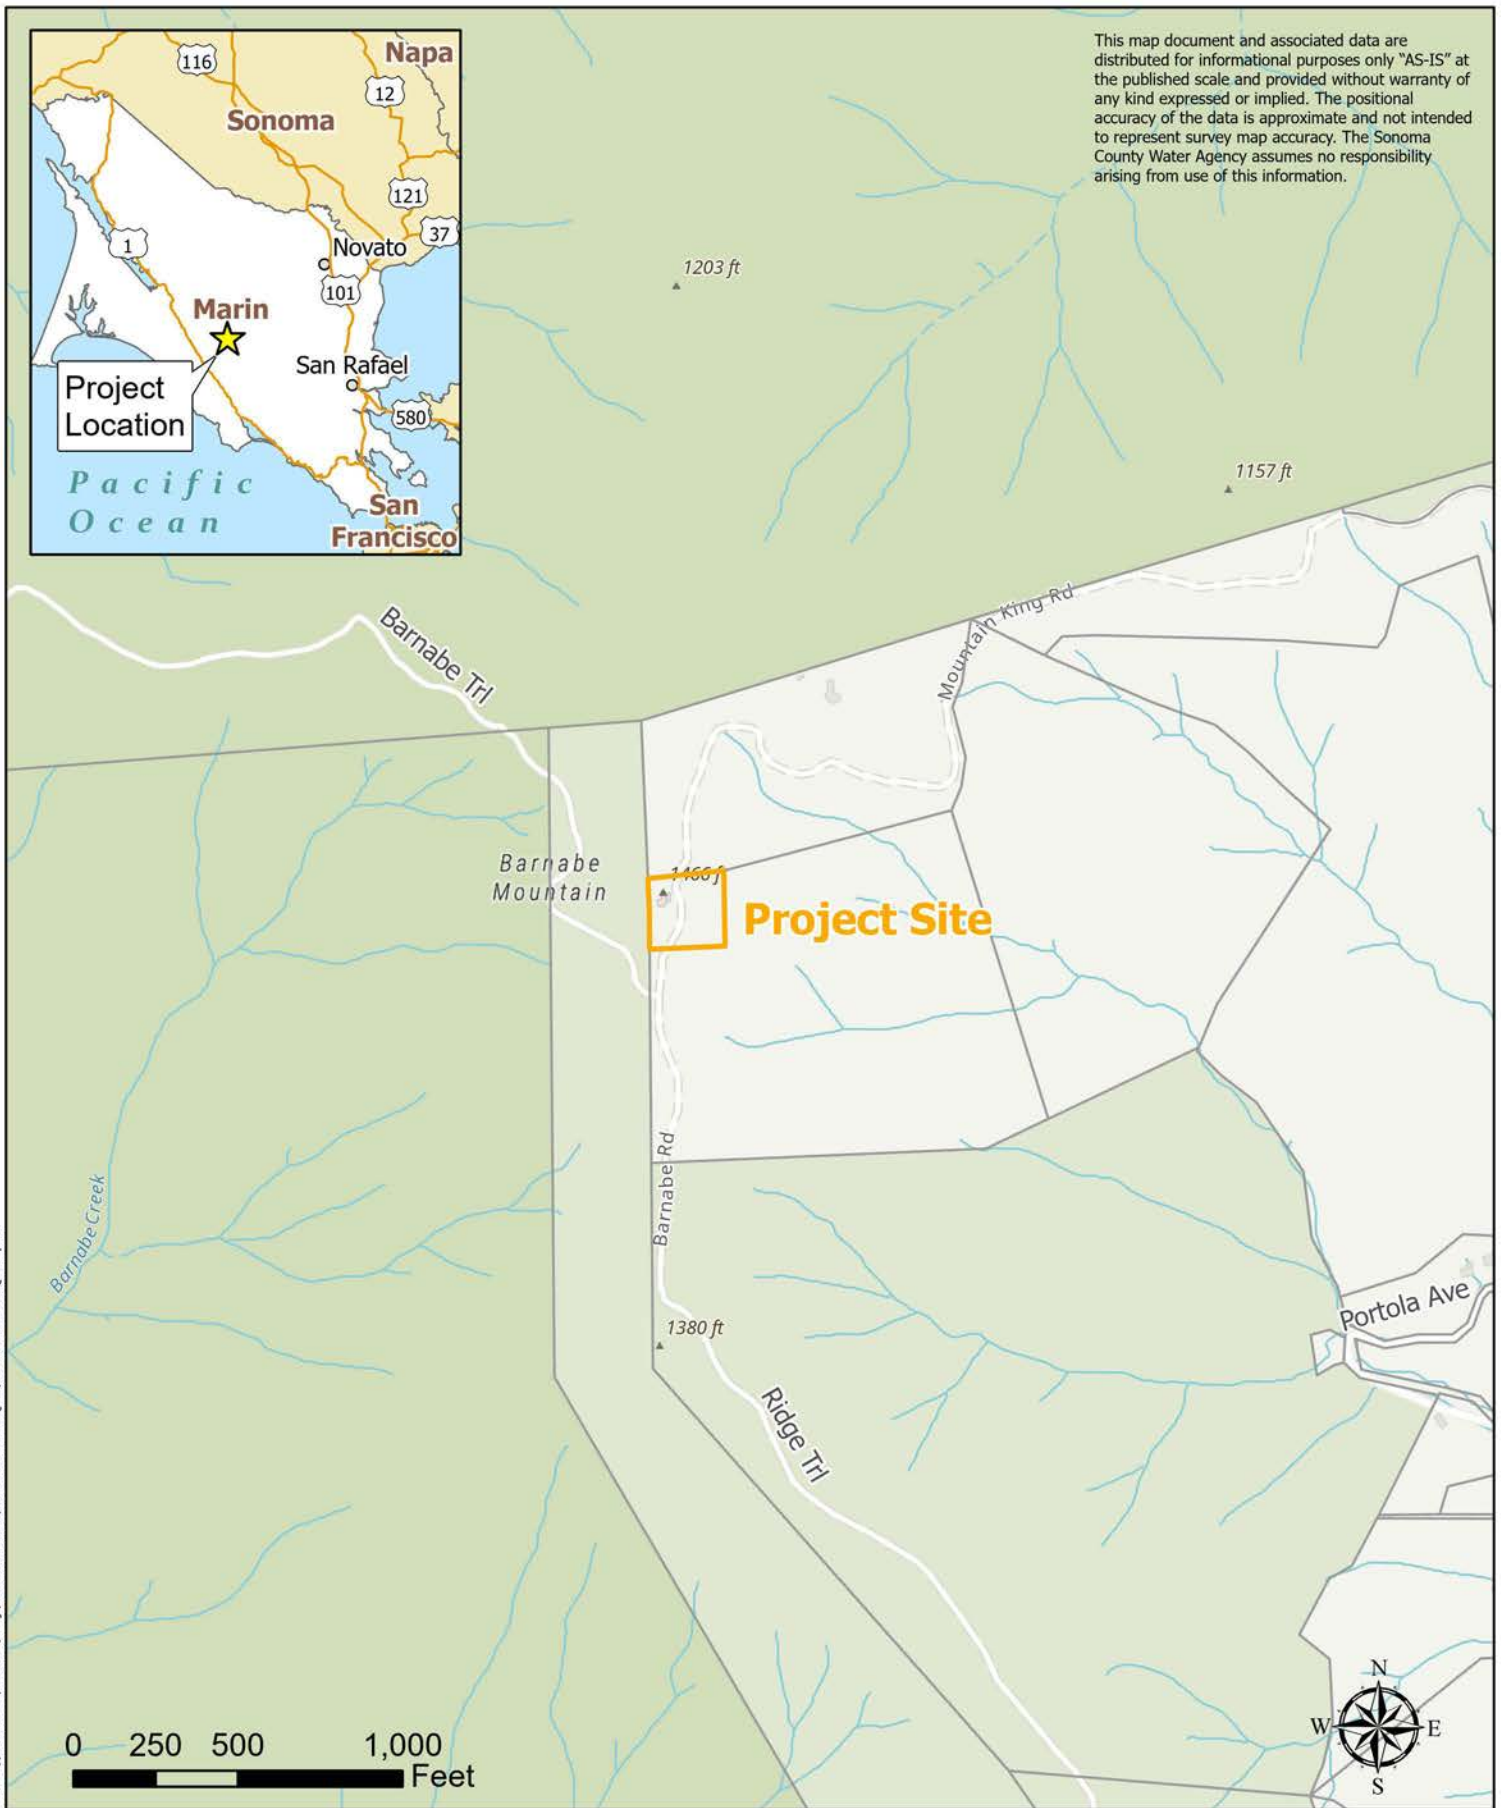 This map document and associated data are
distributed for informational purposes only "AS-IS" at
the published scale and provided without warranty of
any kind expressed or implied. The positional
accuracy of the data is approximate and not intended
to represent survey map accuracy. The Sonoma
County Water Agency assumes no responsibility
arising from use of this information.
Napa
116
12
Sonoma
121
37
1
Novato
101
Marin
San Rafael
Project
Location
580
Pacific
Ocean
San
Francisco
1203 ft
1157 ft
Mountain King Rd
Barnabe Trl
Barnabe
Mountain
Project Site
Barnabe Rd
Barnabe Creek
1380 ft
Portola Ave
Ridge Trl
N
W
E
S
0 250 500 1,000
Feet